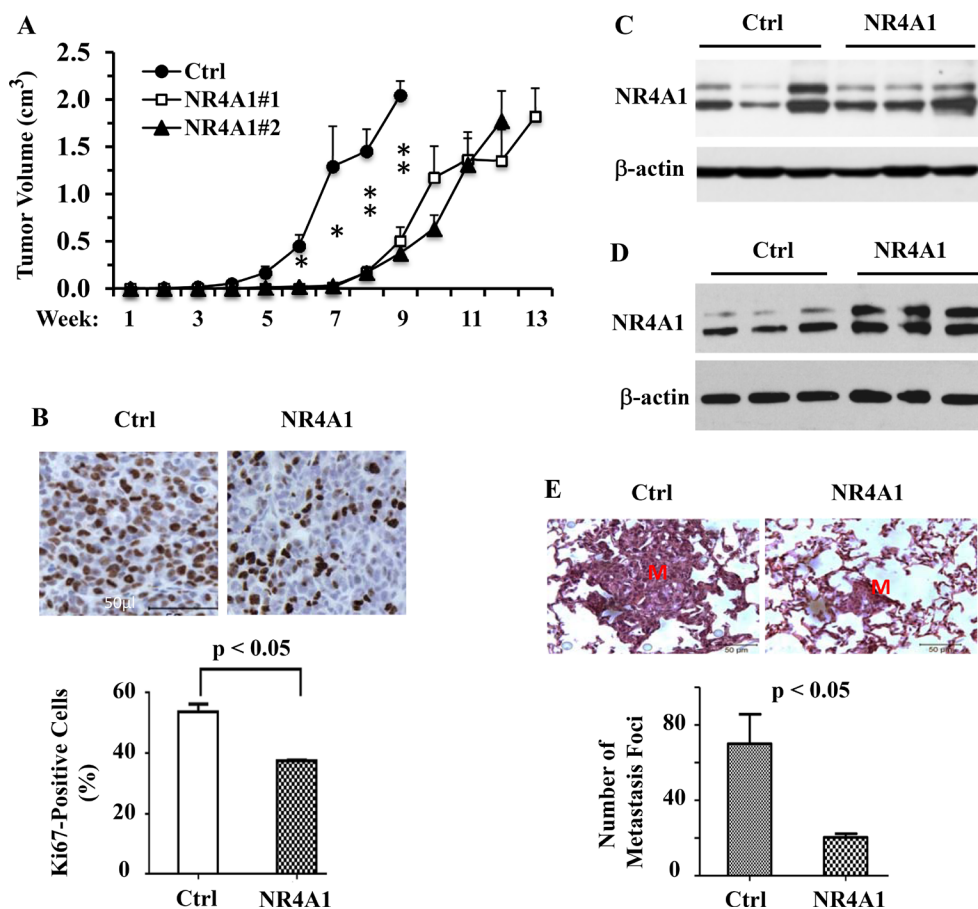 A
Tumor Volume (cm3)
2.5
2.0
1.5
1.0
0.5
0.0
Ctrl
NR4A1#1
NR4A1#2
*
*
*
*
*
*
Week: 1 3 5 7 9 11 13
B
Ctrl NR4A1
50µl
p < 0.05
Ki67-Positive Cells
(%)
60
40
20
0
Ctrl NR4A1
C
Ctrl NR4A1
NR4A1
β-actin
D
Ctrl NR4A1
NR4A1
β-actin
E
Ctrl NR4A1
M M
50 µm 50 µm
p < 0.05
Number of
Metastasis Foci
80
40
0
Ctrl NR4A1